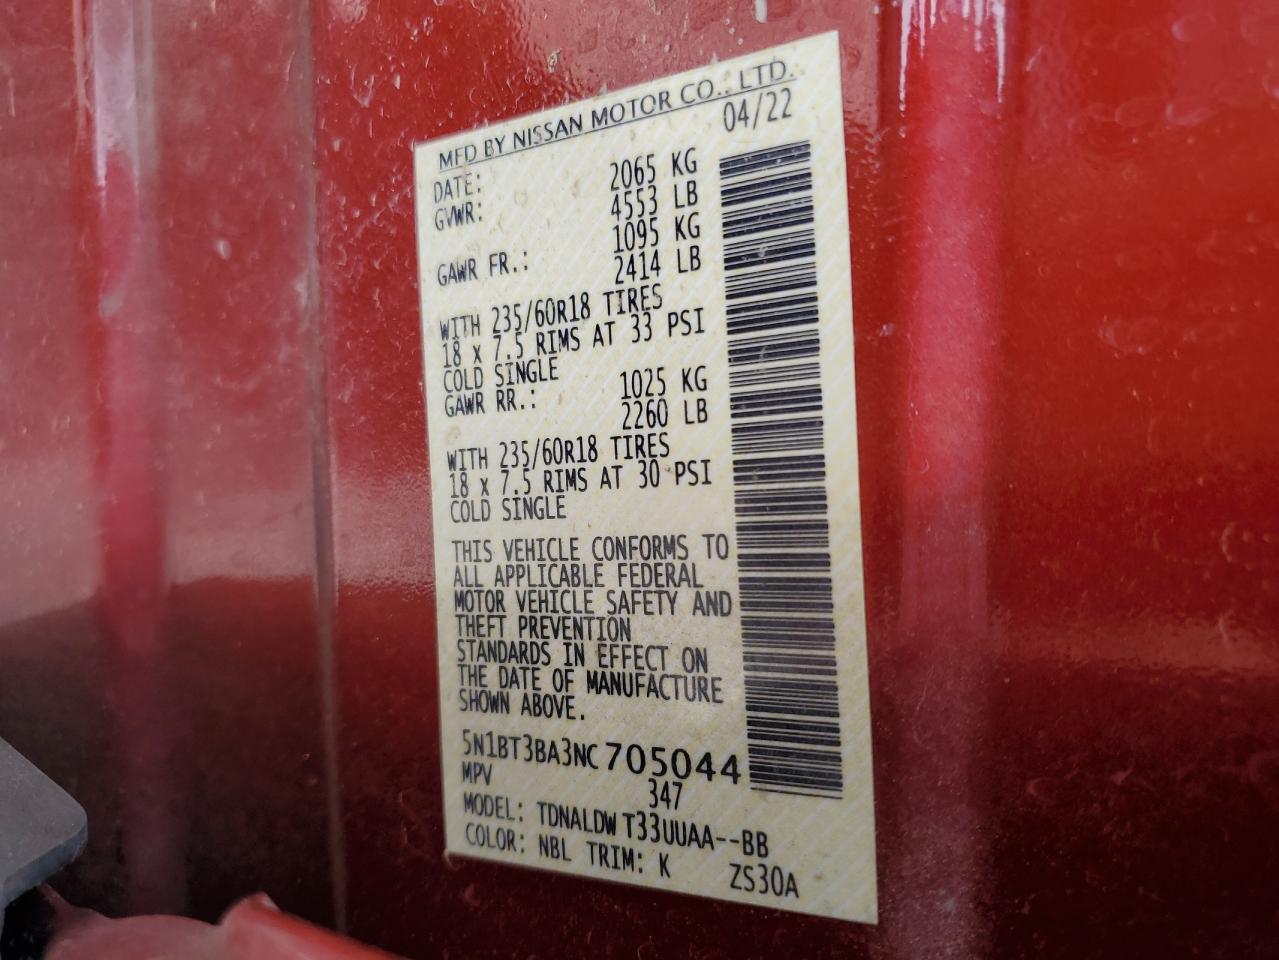 MFD BY NISSAN MOTOR CO., LTD.
DATE: 04/22
GVWR: 2065 KG
4553 LB
GAWR FR.: 1095 KG
2414 LB
WITH 235/60R18 TIRES
18 x 7.5 RIMS AT 33 PSI
COLD SINGLE
GAWR RR.: 1025 KG
2260 LB
WITH 235/60R18 TIRES
18 x 7.5 RIMS AT 30 PSI
COLD SINGLE
THIS VEHICLE CONFORMS TO
ALL APPLICABLE FEDERAL
MOTOR VEHICLE SAFETY AND
THEFT PREVENTION
STANDARDS IN EFFECT ON
THE DATE OF MANUFACTURE
SHOWN ABOVE.
5N1BT3BA3NC705044
MPV 347
MODEL: TDNALDW T33UUAA--BB
COLOR: NBL TRIM: K ZS30A